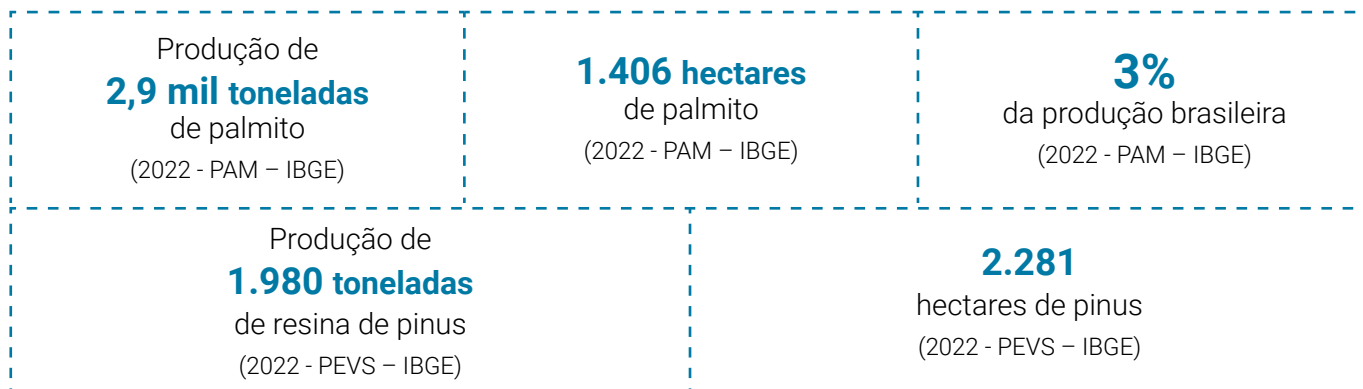 Produção de
2,9 mil toneladas
de palmito
(2022 - PAM – IBGE)
1.406 hectares
de palmito
(2022 - PAM – IBGE)
3%
da produção brasileira
(2022 - PAM – IBGE)
Produção de
1.980 toneladas
de resina de pinus
(2022 - PEVS – IBGE)
2.281
hectares de pinus
(2022 - PEVS – IBGE)